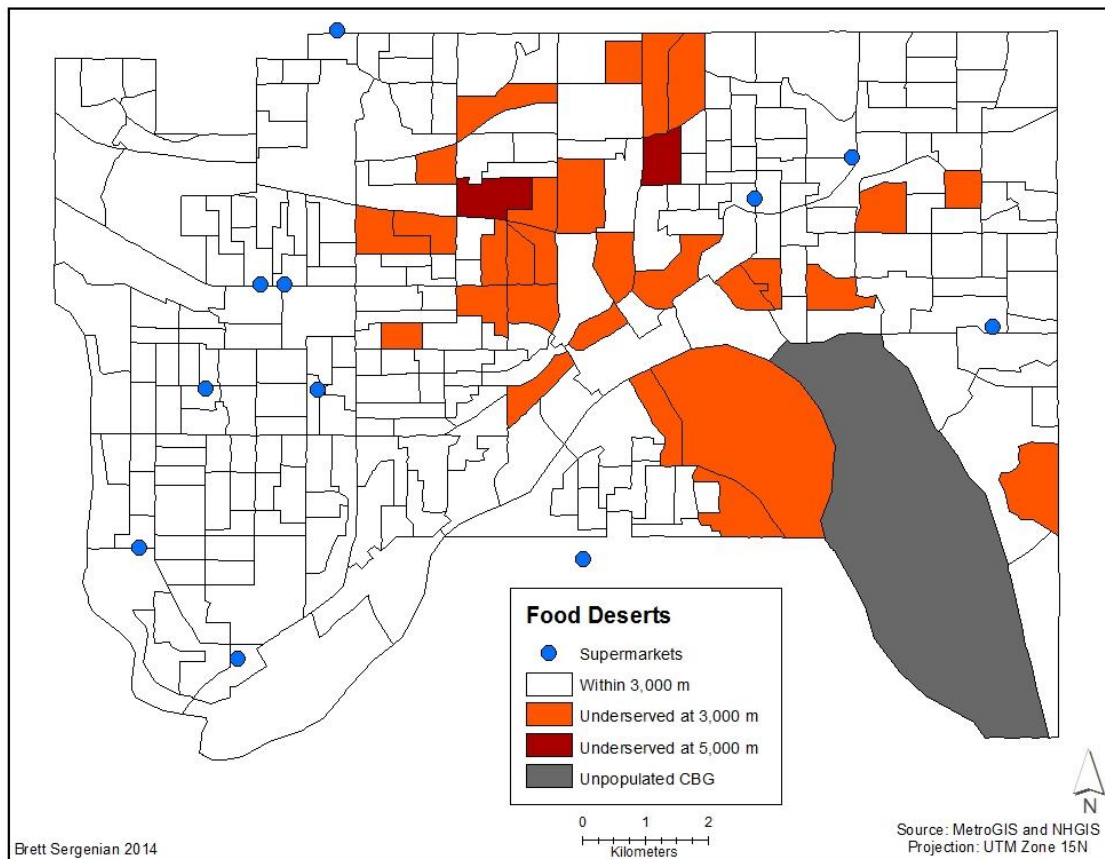 Food Deserts
Supermarkets
Within 3,000 m
Underserved at 3,000 m
Underserved at 5,000 m
Unpopulated CBG
0 1 2
Kilometers
N
Brett Sergenian 2014
Source: MetroGIS and NHGIS
Projection: UTM Zone 15N